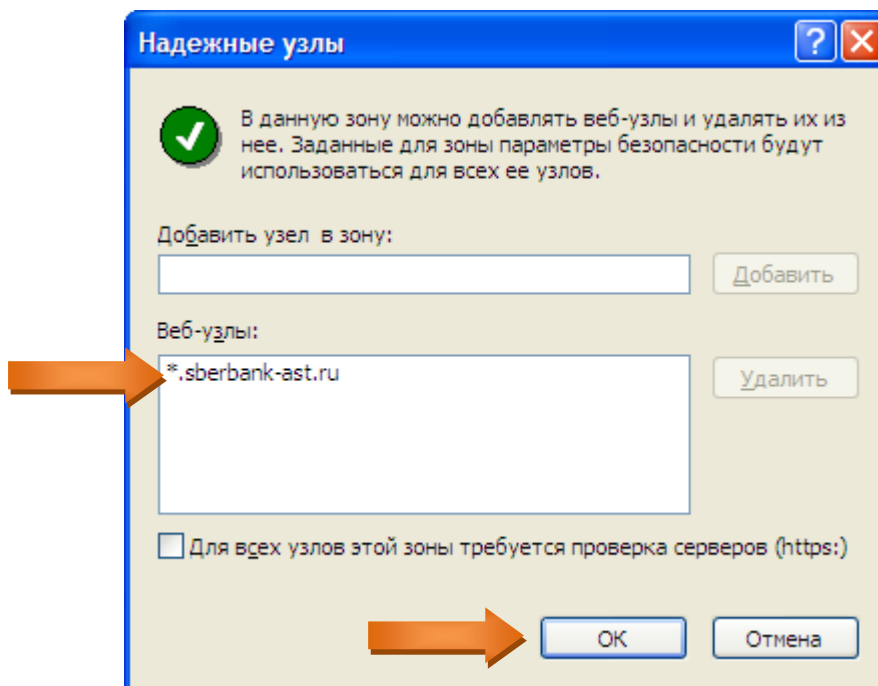 Надежные узлы
В данную зону можно добавлять веб-узлы и удалять их из
нее. Заданные для зоны параметры безопасности будут
использоваться для всех ее узлов.
Добавить узел в зону:
Добавить
Веб-узлы:
*.sberbank-ast.ru
Удалить
Для всех узлов этой зоны требуется проверка серверов (https:)
ОК
Отмена